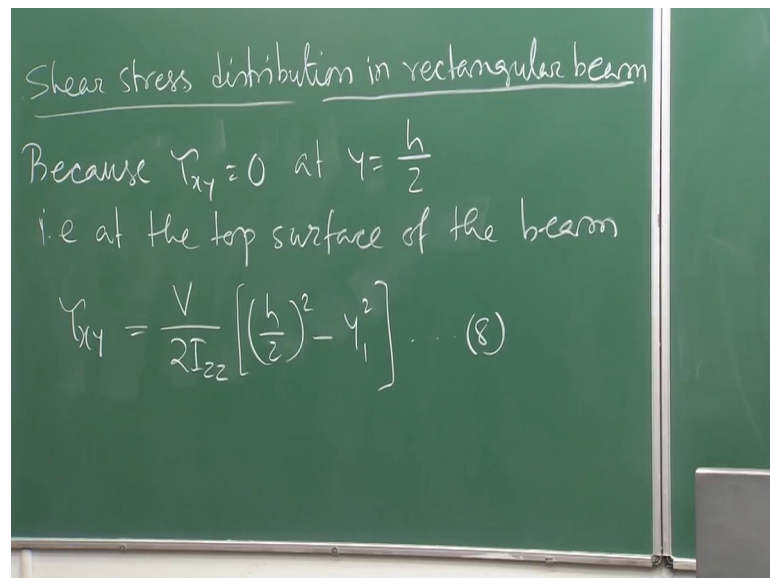 Shear stress distribution in rectangular beam
Because τxy = 0 at y = h/2
i.e at the top surface of the beam
τxy = V/2Izz [(h/2)² - y₁²] ... (8)